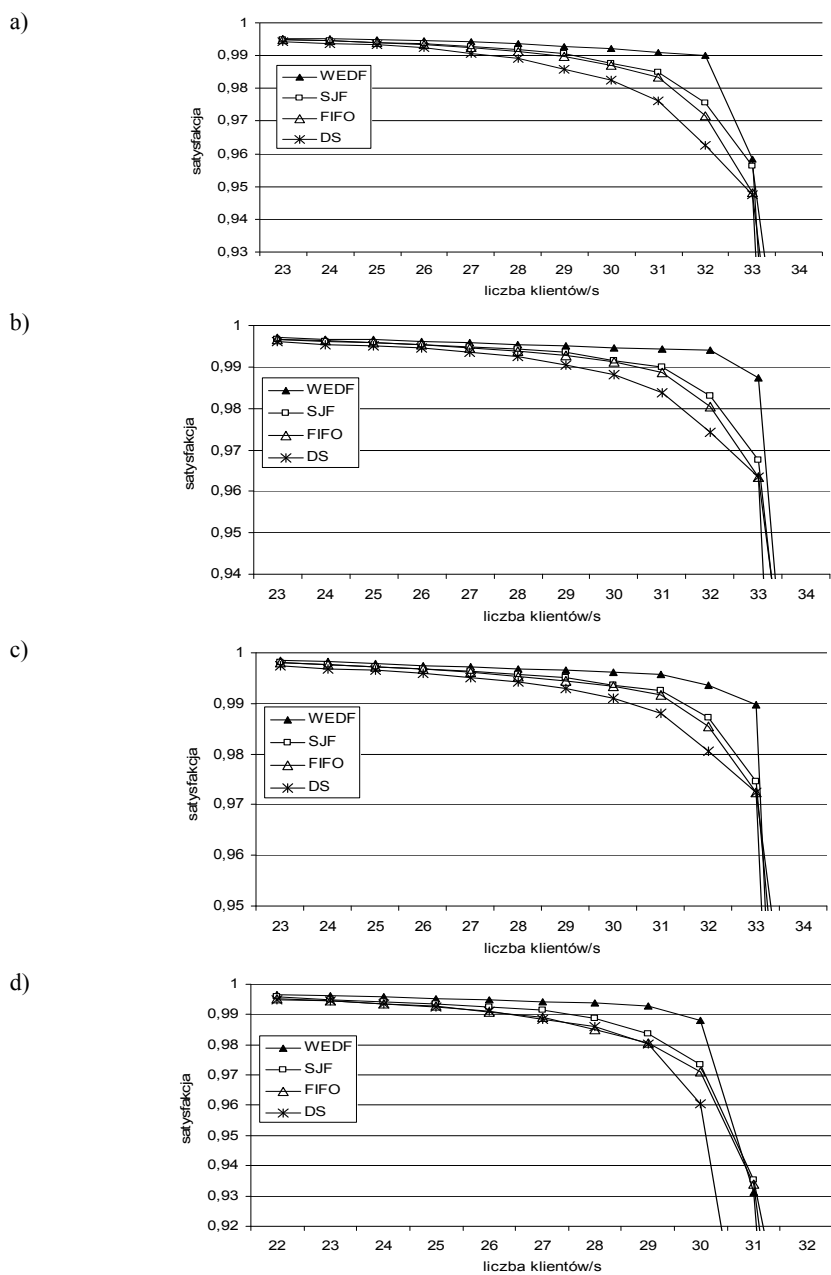 a)
1
0,99
0,98
0,97
0,96
0,95
0,94
0,93
satysfakcja
WEDF
SJF
FIFO
DS
23 24 25 26 27 28 29 30 31 32 33 34
liczba klientów/s
b)
1
0,99
0,98
0,97
0,96
0,95
0,94
satysfakcja
WEDF
SJF
FIFO
DS
23 24 25 26 27 28 29 30 31 32 33 34
liczba klientów/s
c)
1
0,99
0,98
0,97
0,96
0,95
satysfakcja
WEDF
SJF
FIFO
DS
23 24 25 26 27 28 29 30 31 32 33 34
liczba klientów/s
d)
1
0,99
0,98
0,97
0,96
0,95
0,94
0,93
0,92
satysfakcja
WEDF
SJF
FIFO
DS
22 23 24 25 26 27 28 29 30 31 32
liczba klientów/s